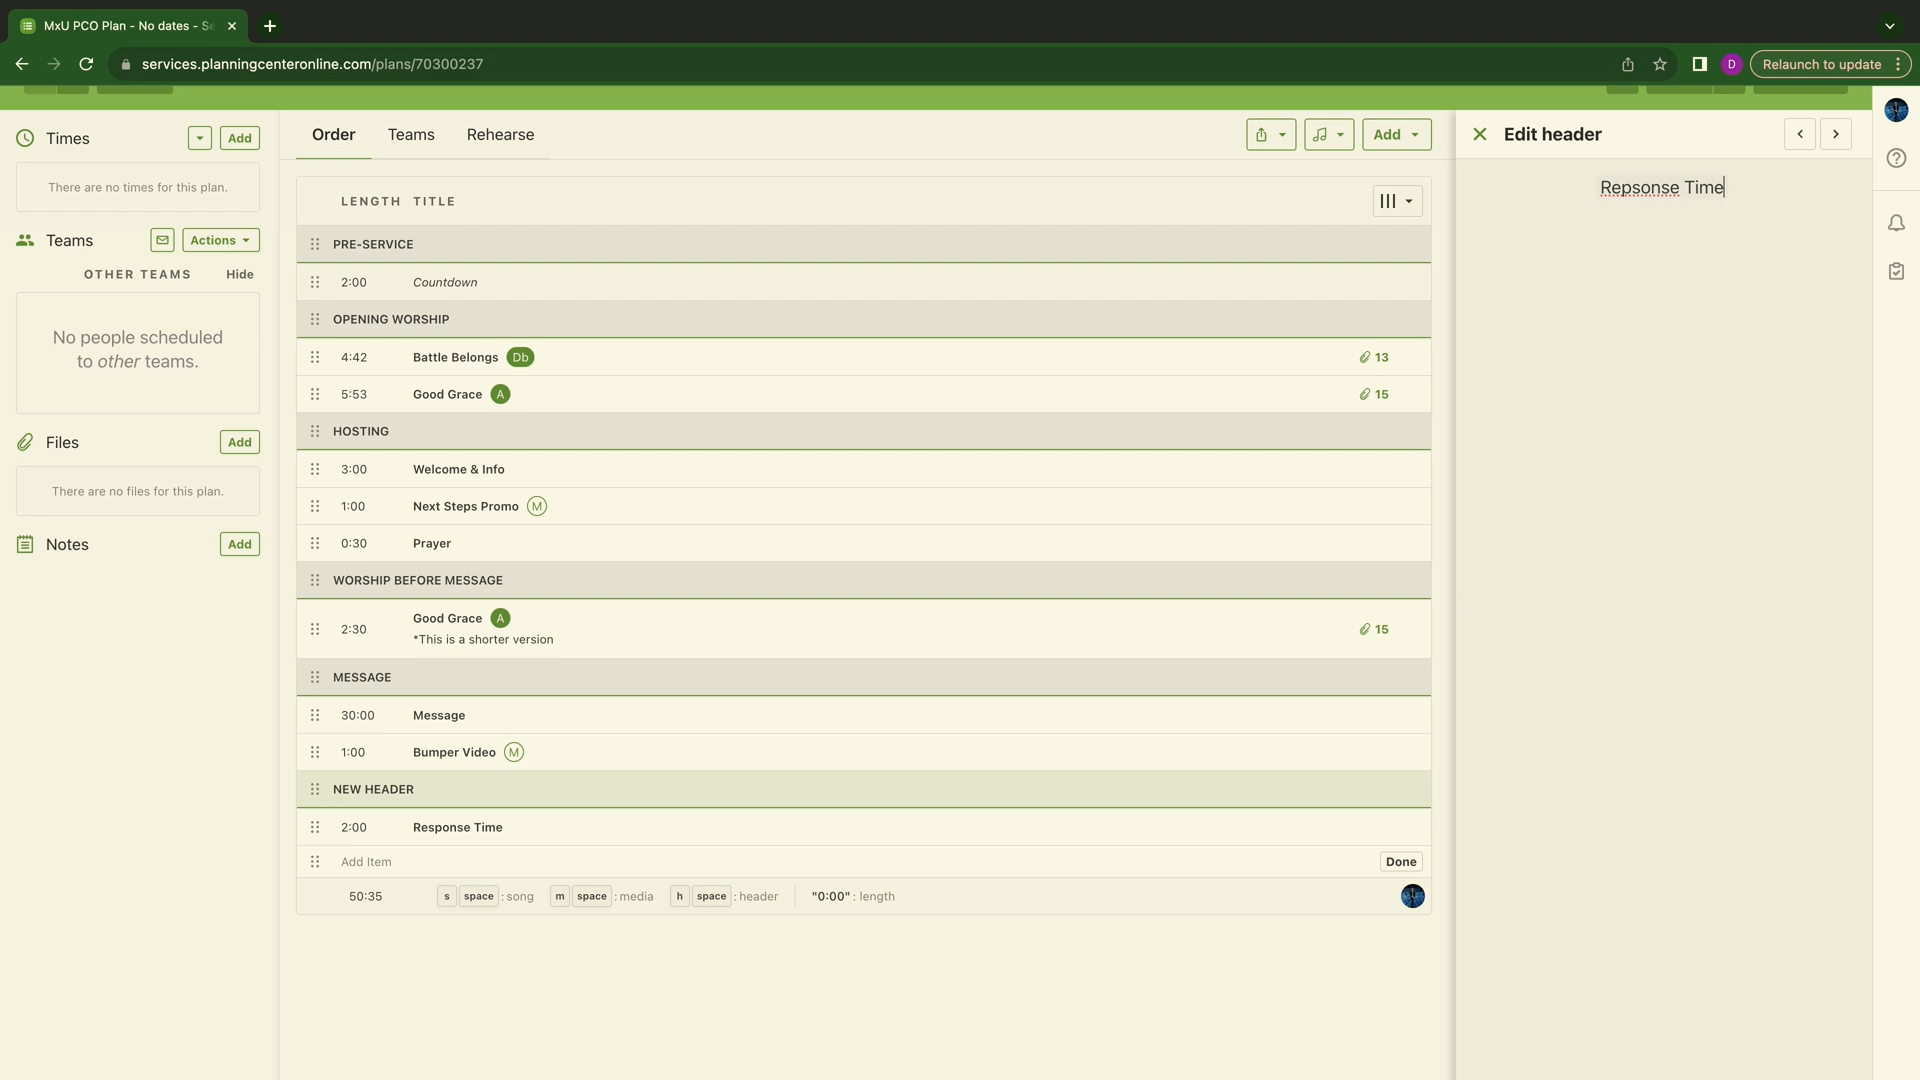 MxU PCO Plan - No dates - Se
services.planningcenteronline.com/plans/70300237
D
Relaunch to update
Times
Add
There are no times for this plan.
Teams
Actions
OTHER TEAMS
Hide
No people scheduled
to other teams.
Files
Add
There are no files for this plan.
Notes
Add
Order
Teams
Rehearse
Add
LENGTH TITLE
PRE-SERVICE
2:00 Countdown
OPENING WORSHIP
4:42 Battle Belongs Db 13
5:53 Good Grace A 15
HOSTING
3:00 Welcome & Info
1:00 Next Steps Promo M
0:30 Prayer
WORSHIP BEFORE MESSAGE
2:30 Good Grace A 15
*This is a shorter version
MESSAGE
30:00 Message
1:00 Bumper Video M
NEW HEADER
2:00 Response Time
Add Item Done
50:35 s space : song m space : media h space : header "0:00" : length
Edit header
Repsonse Time